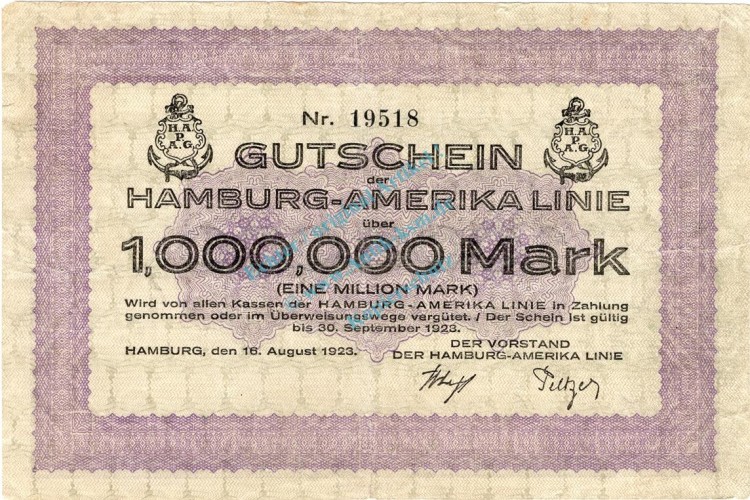 Nr. 19518
H.A.
P.
A.G.
H.A.
P.
A.G.
GUTSCHEIN
der
HAMBURG-AMERIKA LINIE
über
1,000,000 Mark
(EINE MILLION MARK)
Wird von allen Kassen der HAMBURG-AMERIKA LINIE in Zahlung
genommen oder im Überweisungswege vergütet. / Der Schein ist gültig
bis 30. September 1923.
HAMBURG, den 16. August 1923.
DER VORSTAND
DER HAMBURG-AMERIKA LINIE
Peltzer